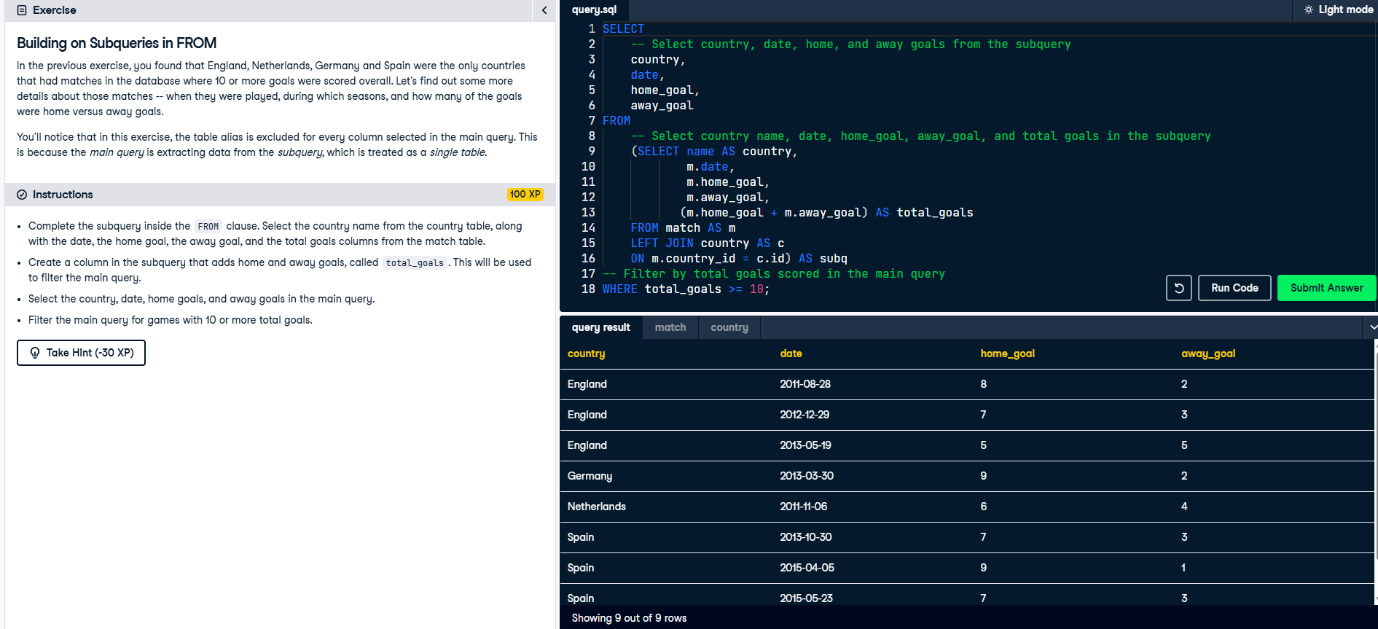 Exercise
Building on Subqueries in FROM
In the previous exercise, you found that England, Netherlands, Germany and Spain were the only countries
that had matches in the database where 10 or more goals were scored overall. Let's find out some more
details about those matches -- when they were played, during which seasons, and how many of the goals
were home versus away goals.
You'll notice that in this exercise, the table alias is excluded for every column selected in the main query. This
is because the main query is extracting data from the subquery, which is treated as a single table.
Instructions
100 XP
• Complete the subquery inside the FROM clause. Select the country name from the country table, along
with the date, the home goal, the away goal, and the total goals columns from the match table.
• Create a column in the subquery that adds home and away goals, called total_goals. This will be used
to filter the main query.
• Select the country, date, home goals, and away goals in the main query.
• Filter the main query for games with 10 or more total goals.
Take Hint (-30 XP)
query.sql
Light mode
1 SELECT
2 -- Select country, date, home, and away goals from the subquery
3 country,
4 date,
5 home_goal,
6 away_goal
7 FROM
8 -- Select country name, date, home_goal, away_goal, and total goals in the subquery
9 (SELECT name AS country,
10 m.date,
11 m.home_goal,
12 m.away_goal,
13 (m.home_goal + m.away_goal) AS total_goals
14 FROM match AS m
15 LEFT JOIN country AS c
16 ON m.country_id = c.id) AS subq
17 -- Filter by total goals scored in the main query
18 WHERE total_goals >= 10;
Run Code
Submit Answer
query result match country
country date home_goal away_goal
England 2011-08-28 8 2
England 2012-12-29 7 3
England 2013-05-19 5 5
Germany 2013-03-30 9 2
Netherlands 2011-11-06 6 4
Spain 2013-10-30 7 3
Spain 2015-04-05 9 1
Spain 2015-05-23 7 3
Showing 9 out of 9 rows